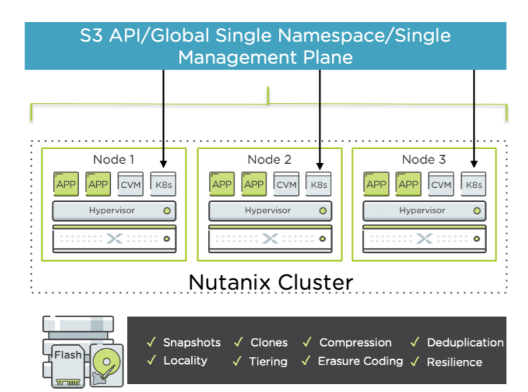 S3 API/Global Single Namespace/Single
Management Plane
Node 1
APP APP CVM K8s
Hypervisor
Node 2
APP APP CVM K8s
Hypervisor
Node 3
APP APP CVM K8s
Hypervisor
Nutanix Cluster
Flash
✓ Snapshots ✓ Clones ✓ Compression ✓ Deduplication
✓ Locality ✓ Tiering ✓ Erasure Coding ✓ Resilience